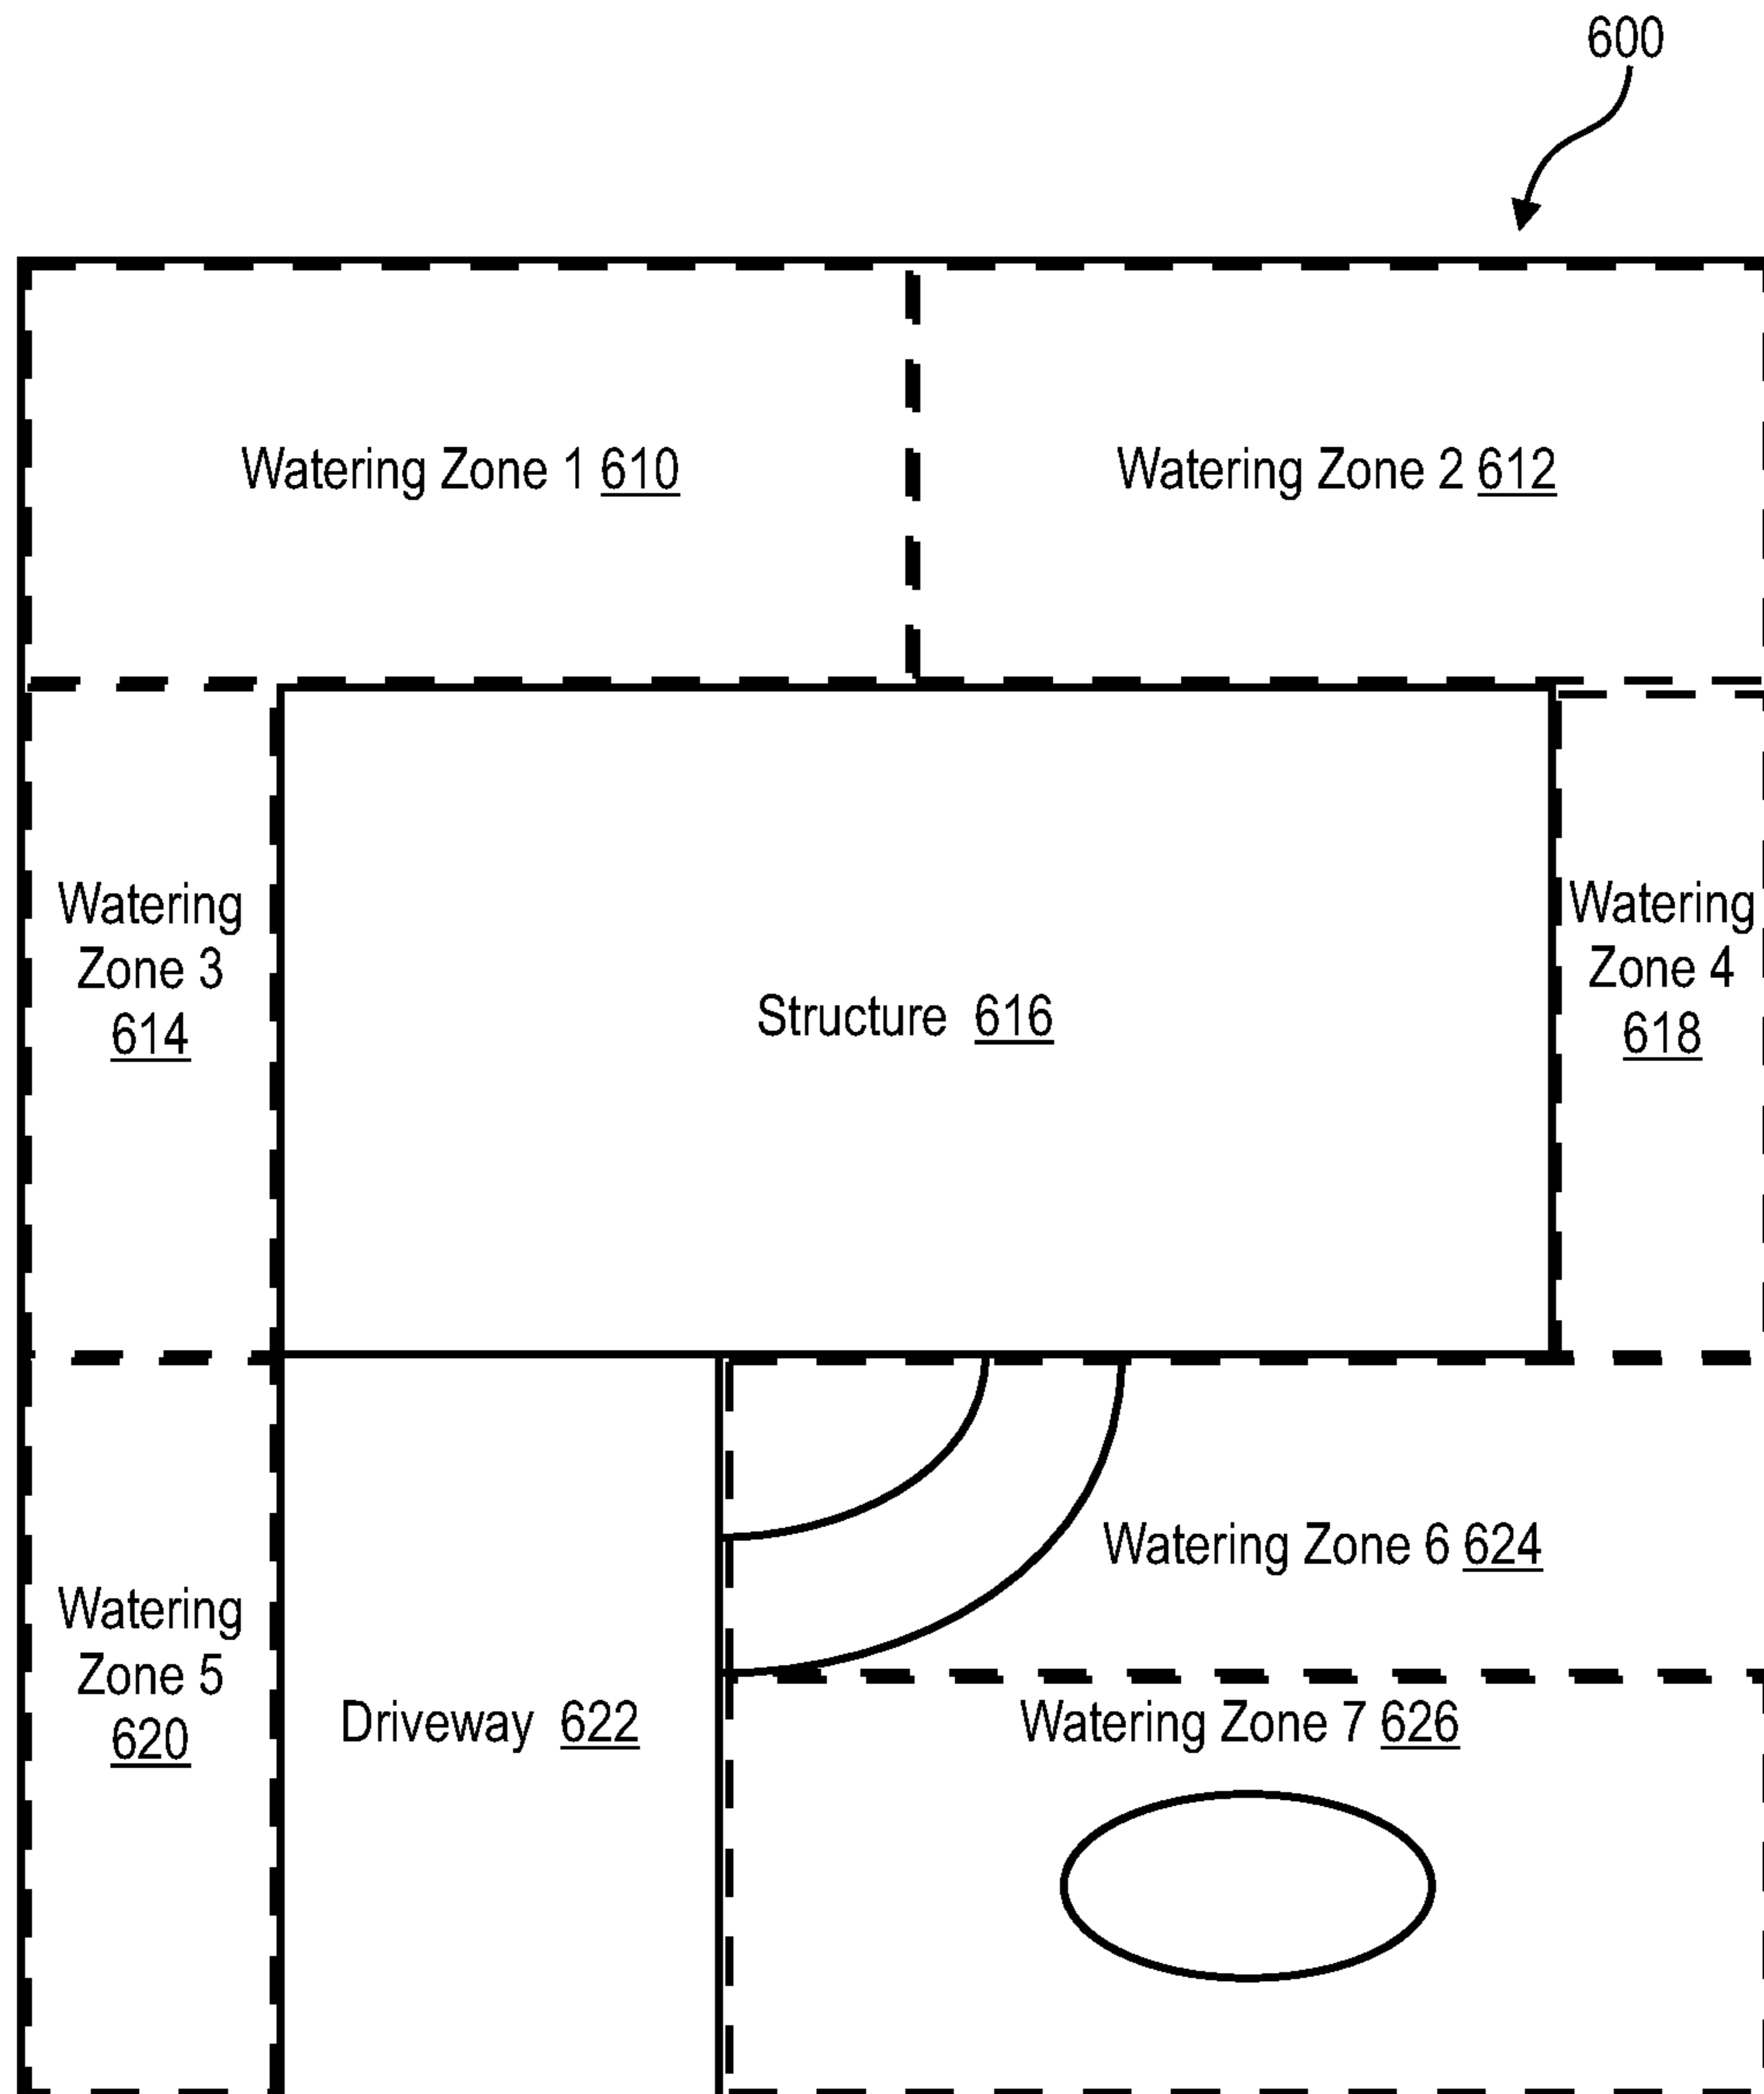 600
Watering Zone 1 610
Watering Zone 2 612
Watering
Zone 3
614
Structure 616
Watering
Zone 4
618
Watering
Zone 5
620
Driveway 622
Watering Zone 6 624
Watering Zone 7 626